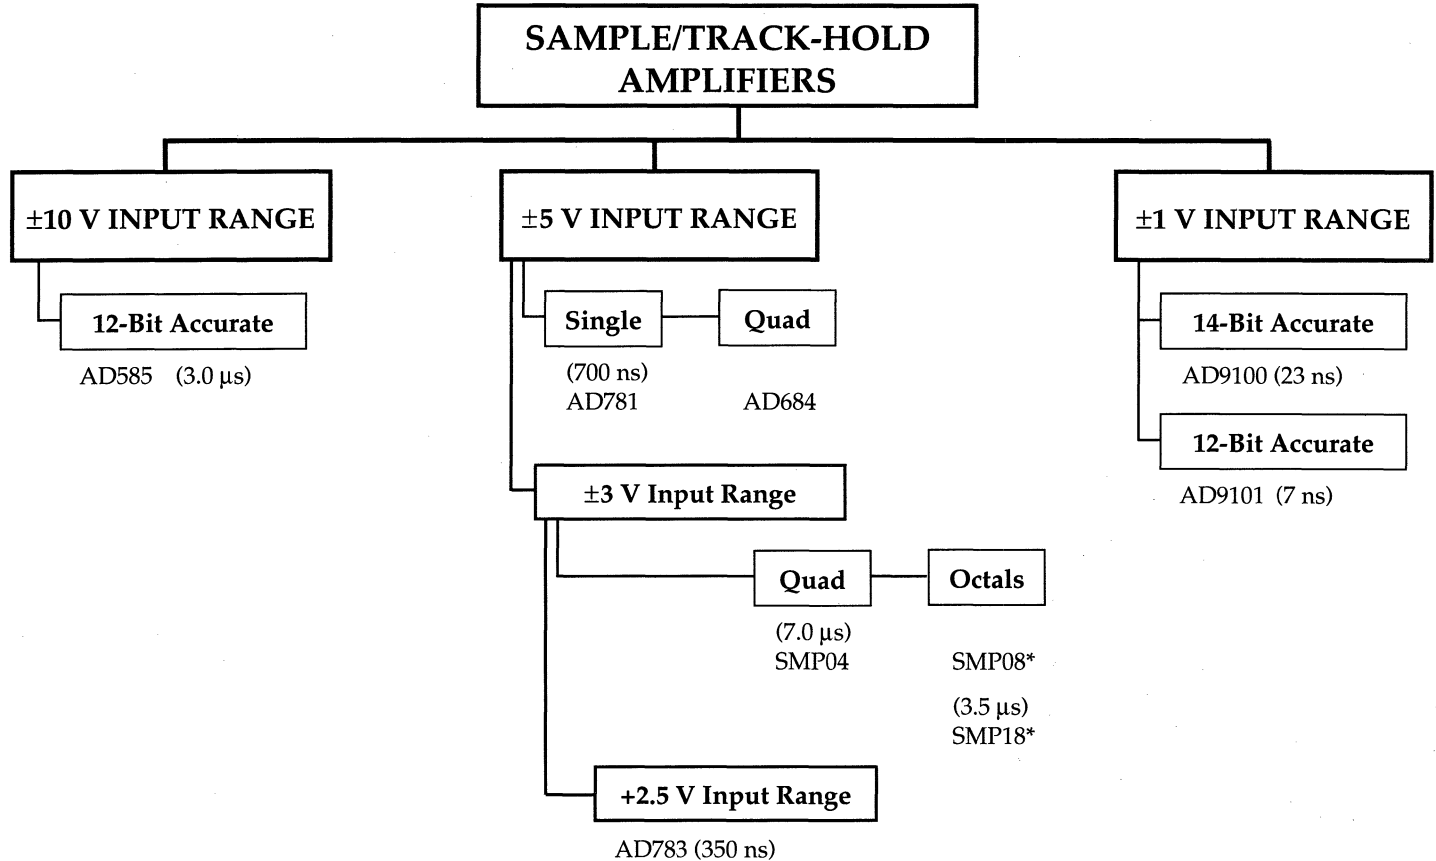 SAMPLE/TRACK-HOLD
AMPLIFIERS
±10 V INPUT RANGE
±5 V INPUT RANGE
±1 V INPUT RANGE
12-Bit Accurate
AD585 (3.0 µs)
Single
Quad
(700 ns)
AD781
AD684
14-Bit Accurate
AD9100 (23 ns)
12-Bit Accurate
AD9101 (7 ns)
±3 V Input Range
Quad
Octals
(7.0 µs)
SMP04
SMP08*
(3.5 µs)
SMP18*
+2.5 V Input Range
AD783 (350 ns)